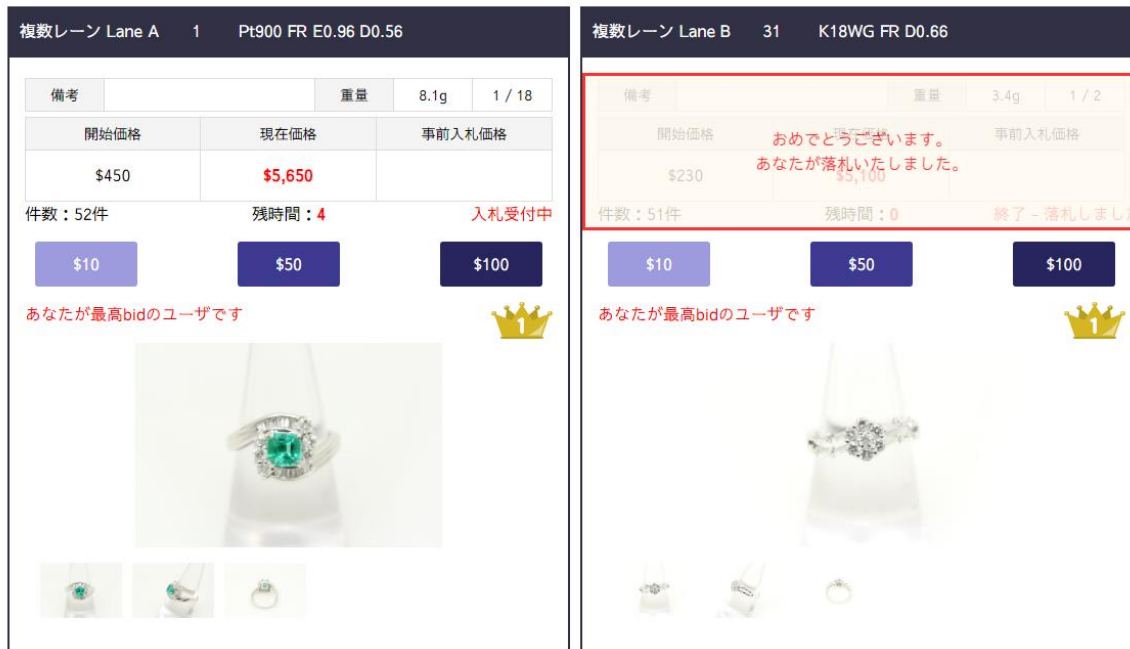 複数レーン Lane A 1 Pt900 FR E0.96 D0.56
備考 重量 8.1g 1 / 18
開始価格 現在価格 事前入札価格
$450 $5,650
件数：52件 残時間：4 入札受付中
$10 $50 $100
あなたが最高bidのユーザです
1
複数レーン Lane B 31 K18WG FR D0.66
備考 重量 3.4g 1 / 2
開始価格 現在価格 事前入札価格
おめでとうございます。
あなたが落札いたしました。
$230 $5,100
件数：51件 残時間：0 終了 – 落札しまし
$10 $50 $100
あなたが最高bidのユーザです
1